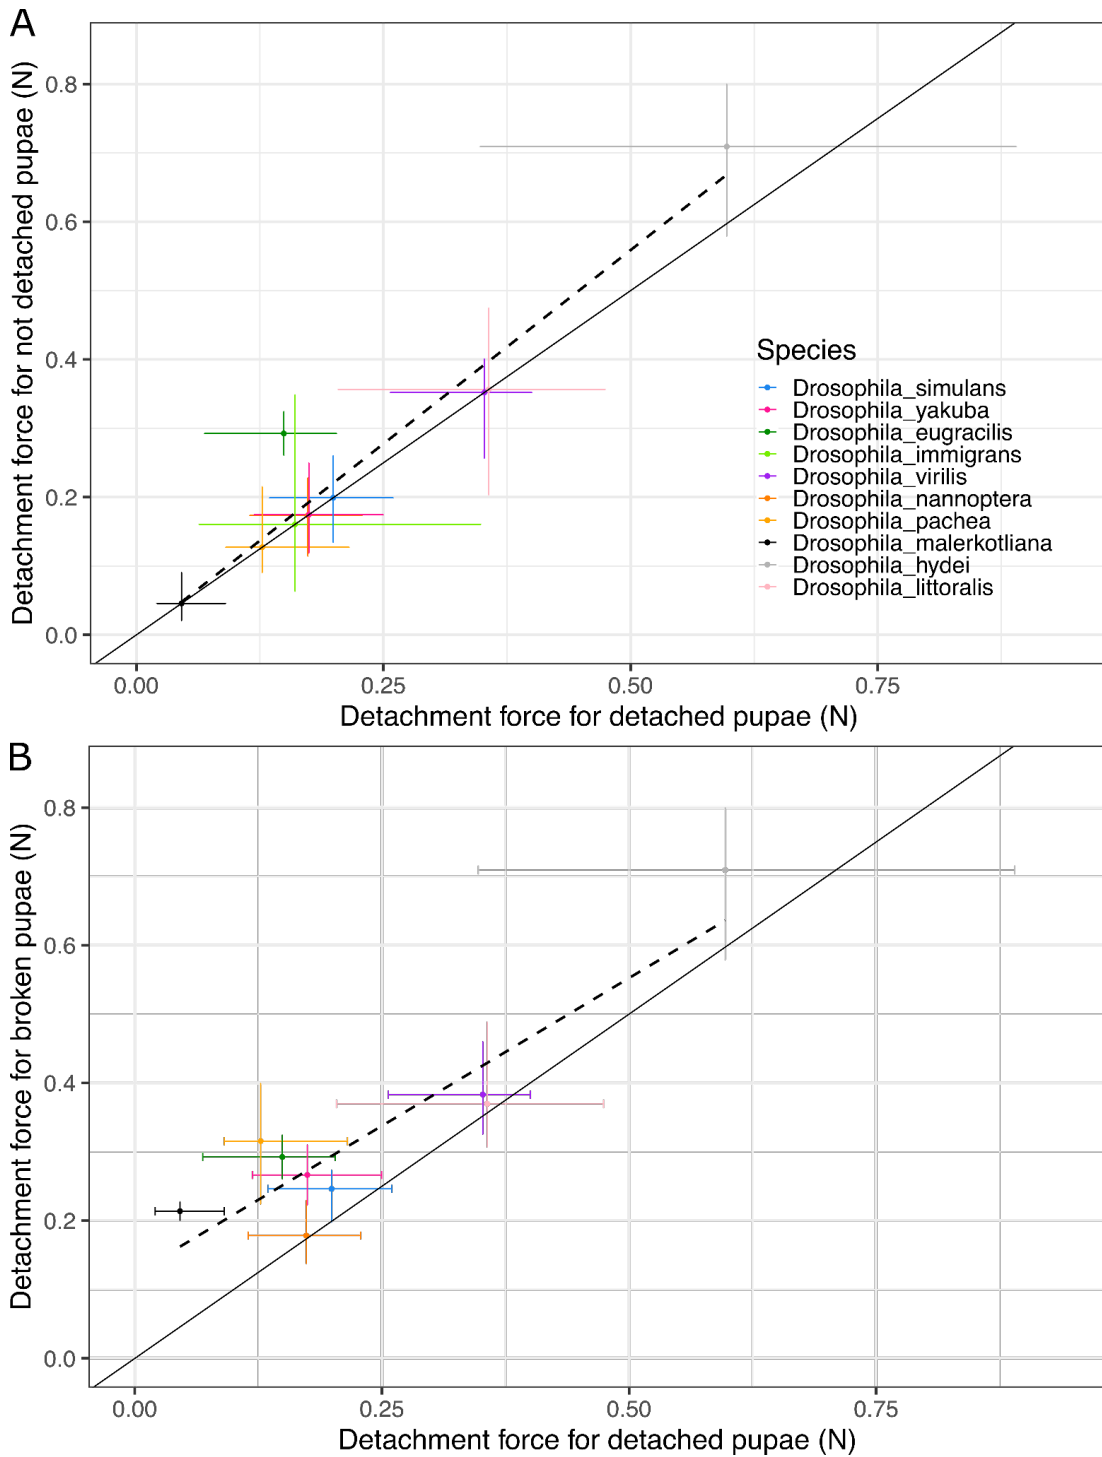 A
Detachment force for not detached pupae (N)
0.8
0.6
0.4
0.2
0.0
0.00 0.25 0.50 0.75
Detachment force for detached pupae (N)
Species
Drosophila_simulans
Drosophila_yakuba
Drosophila_eugracilis
Drosophila_immigrans
Drosophila_virilis
Drosophila_nannoptera
Drosophila_pachea
Drosophila_malerkotliana
Drosophila_hydei
Drosophila_littoralis
B
Detachment force for broken pupae (N)
0.8
0.6
0.4
0.2
0.0
0.00 0.25 0.50 0.75
Detachment force for detached pupae (N)